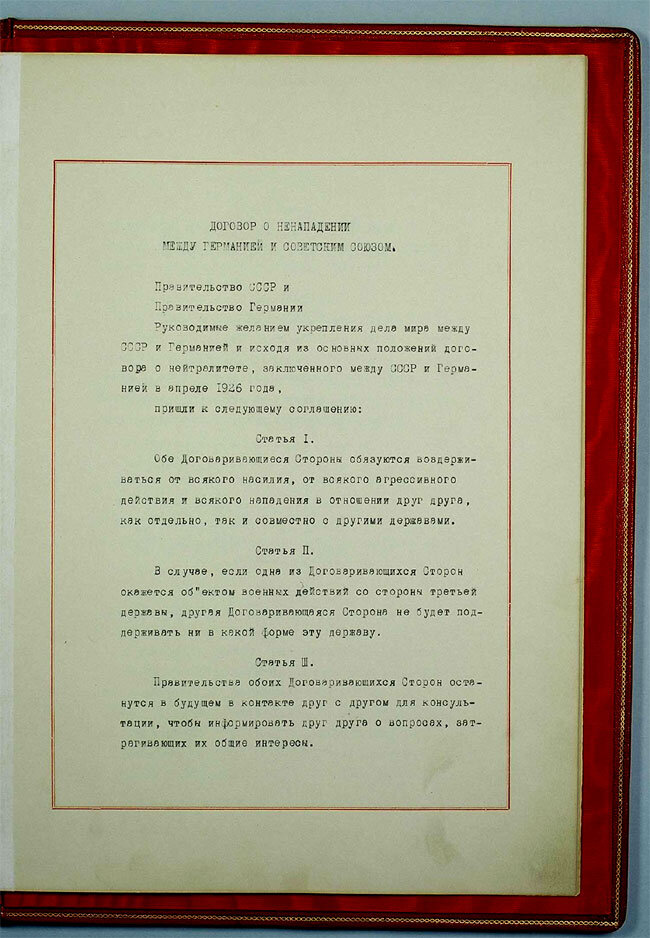 ДОГОВОР О НЕНАПАДЕНИИ
МЕЖДУ ГЕРМАНИЕЙ И СОВЕТСКИМ СОЮЗОМ.
Правительство СССР и
Правительство Германии
Руководимые желанием укрепления дела мира между
СССР и Германией и исходя из основных положений дого-
вора о нейтралитете, заключенного между СССР и Герма-
нией в апреле 1926 года,
пришли к следующему соглашению:
Статья I.
Обе Договаривающиеся Стороны обязуются воздержи-
ваться от всякого насилия, от всякого агрессивного
действия и всякого нападения в отношении друг друга,
как отдельно, так и совместно с другими державами.
Статья II.
В случае, если одна из Договаривающихся Сторон
окажется об"ектом военных действий со стороны третьей
державы, другая Договаривающаяся Сторона не будет под-
держивать ни в какой форме эту державу.
Статья Ш.
Правительства обоих Договаривающихся Сторон оста-
нутся в будущем в контакте друг с другом для консуль-
тации, чтобы информировать друг друга о вопросах, зат-
рагивающих их общие интересы.